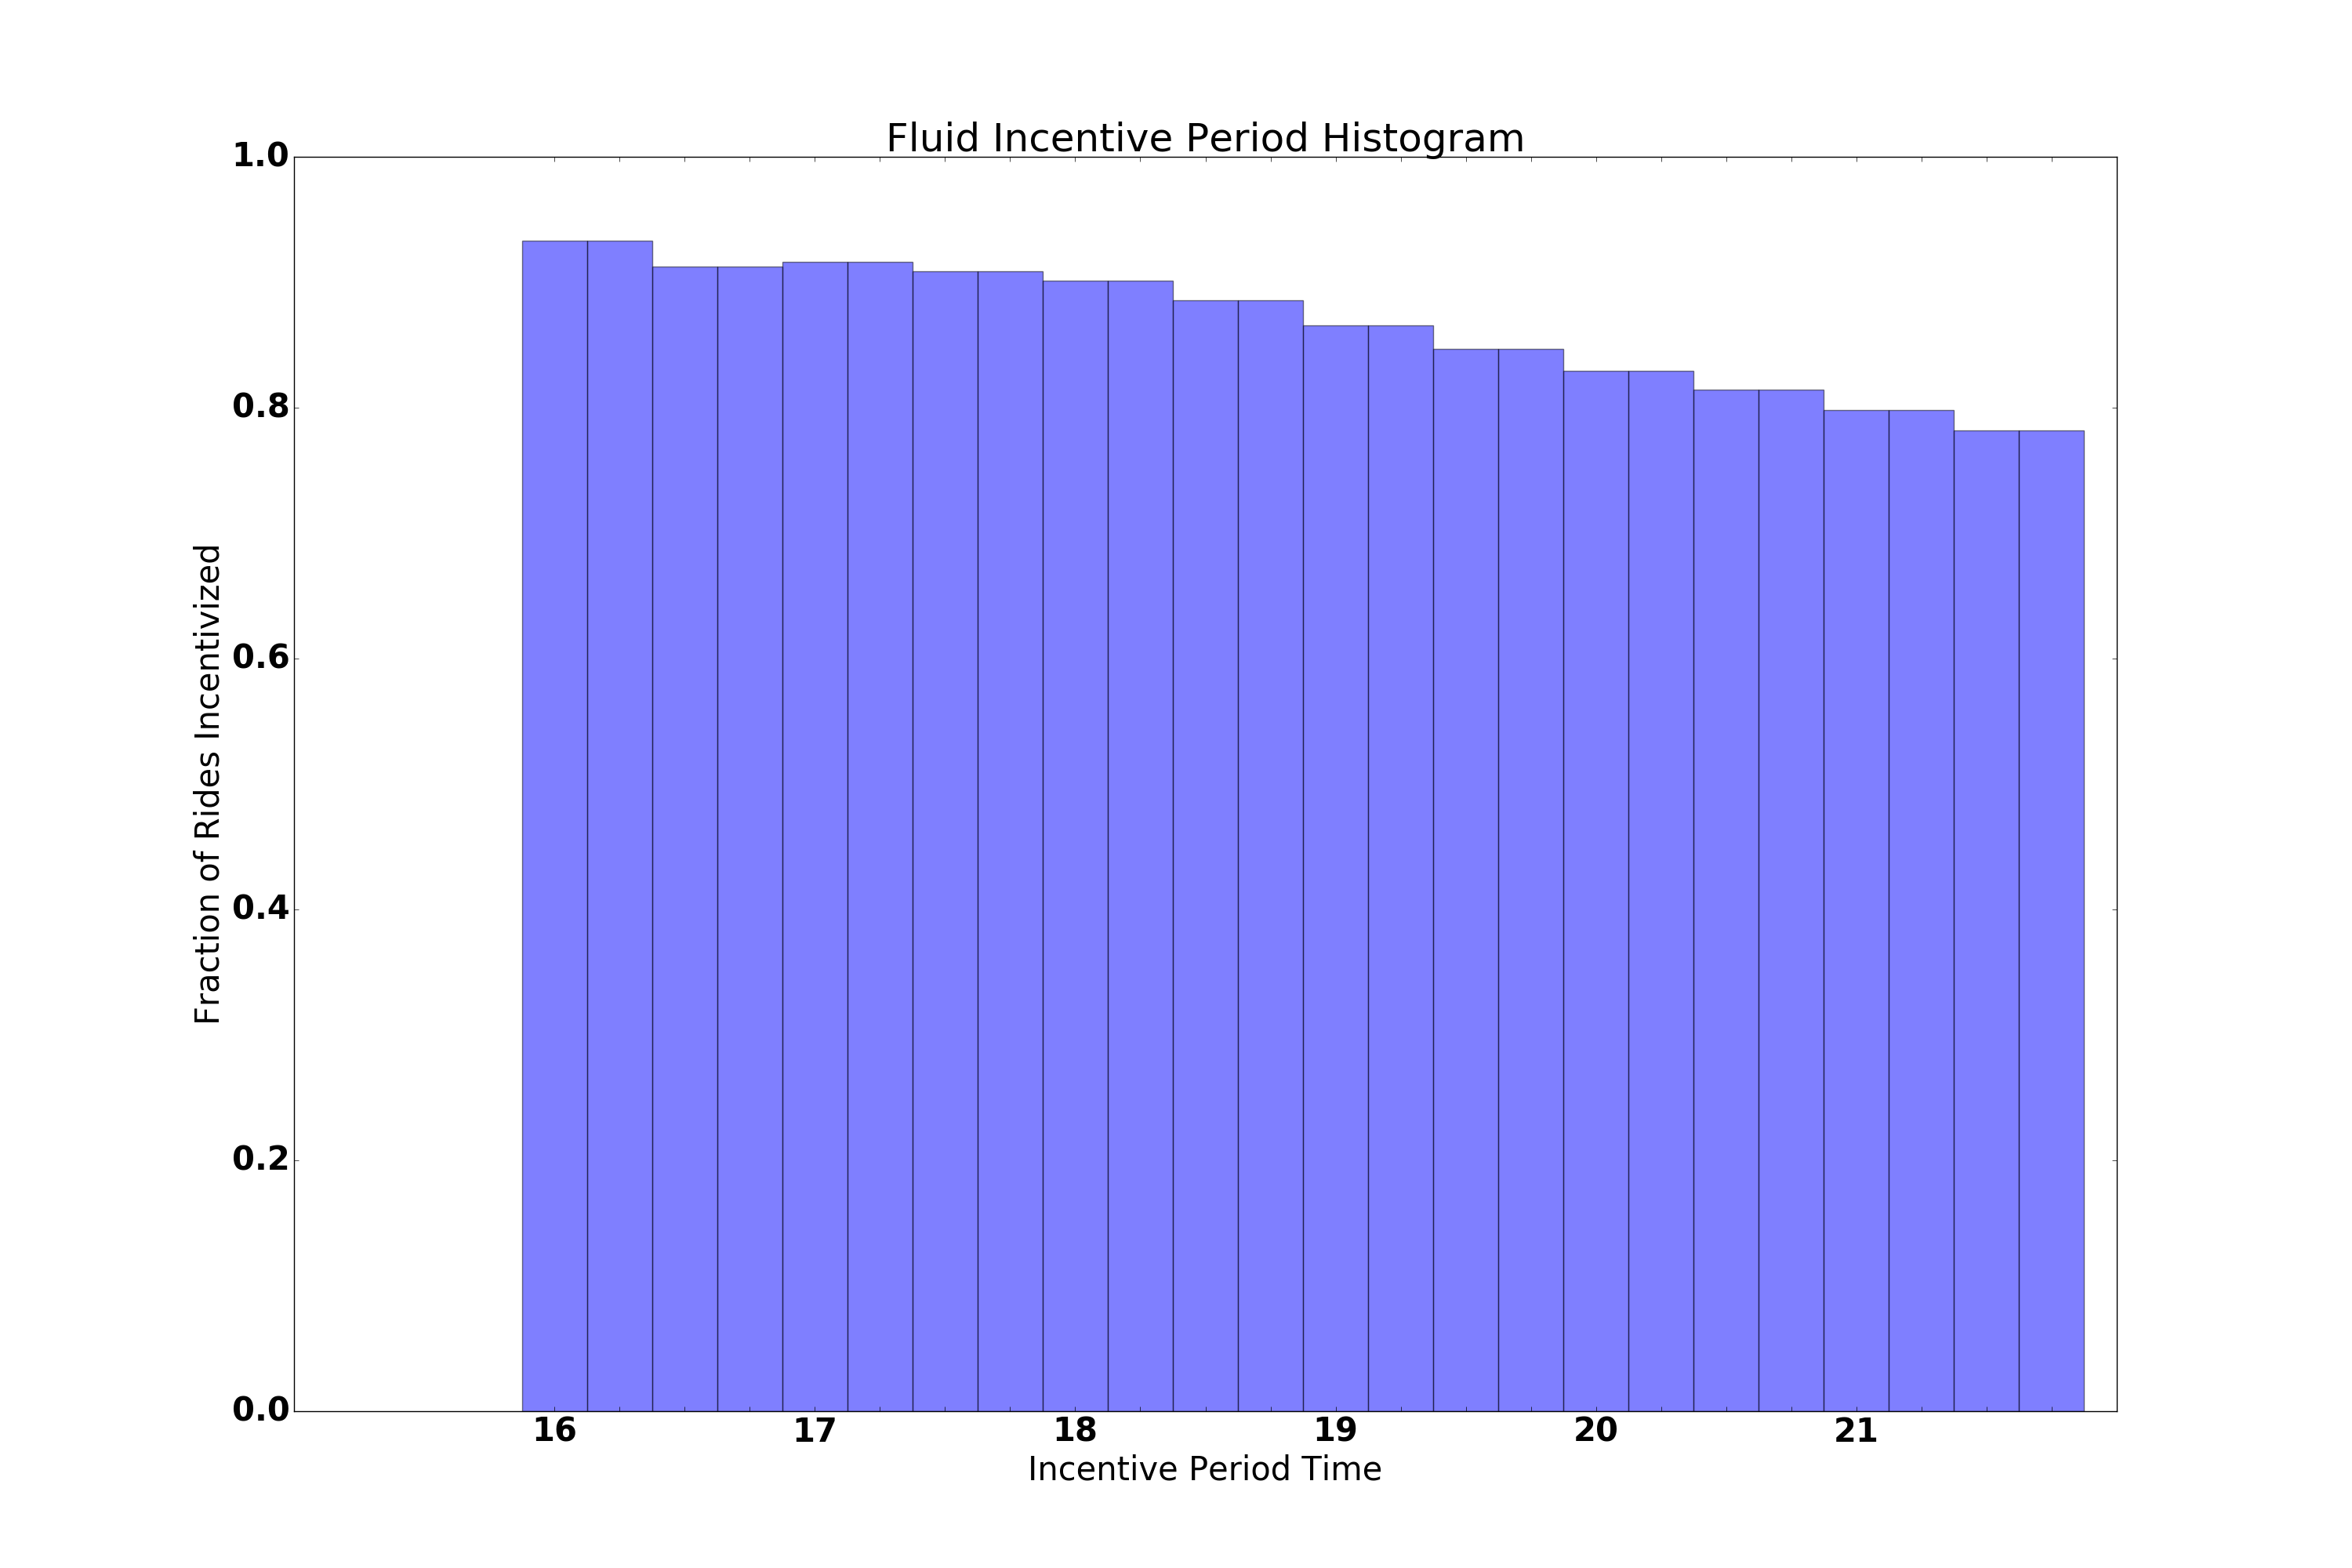 Fluid Incentive Period Histogram
1.0
0.8
0.6
0.4
0.2
0.0
Fraction of Rides Incentivized
16 17 18 19 20 21
Incentive Period Time